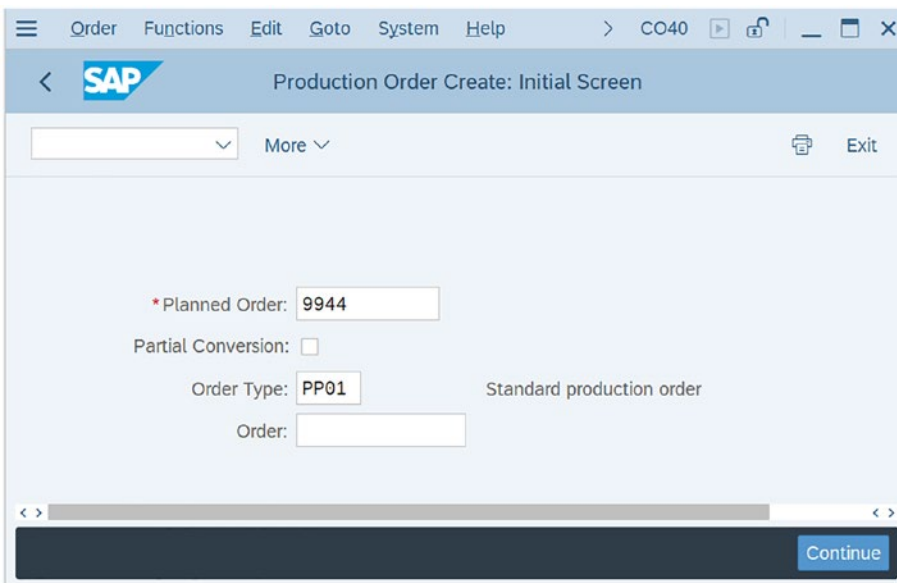 Order Functions Edit Goto System Help CO40
SAP Production Order Create: Initial Screen
More Exit
*Planned Order: 9944
Partial Conversion:
Order Type: PP01 Standard production order
Order:
Continue